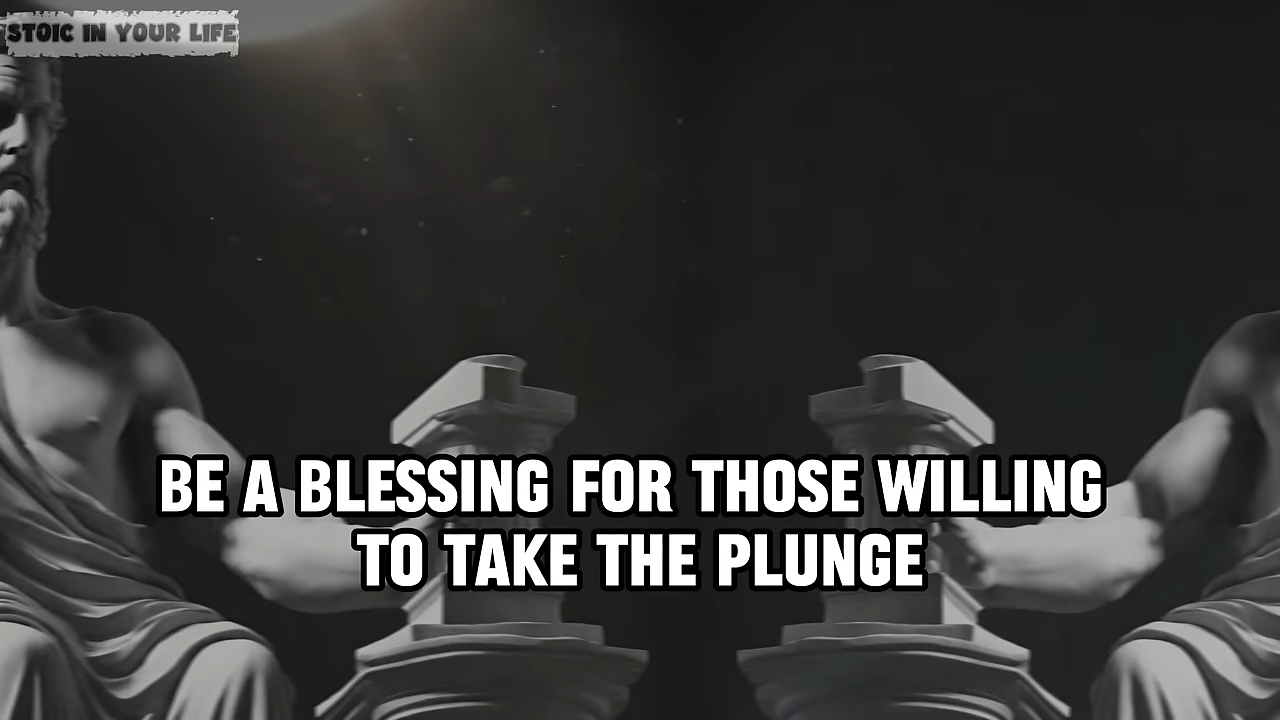 STOIC IN YOUR LIFE
BE A BLESSING FOR THOSE WILLING
TO TAKE THE PLUNGE